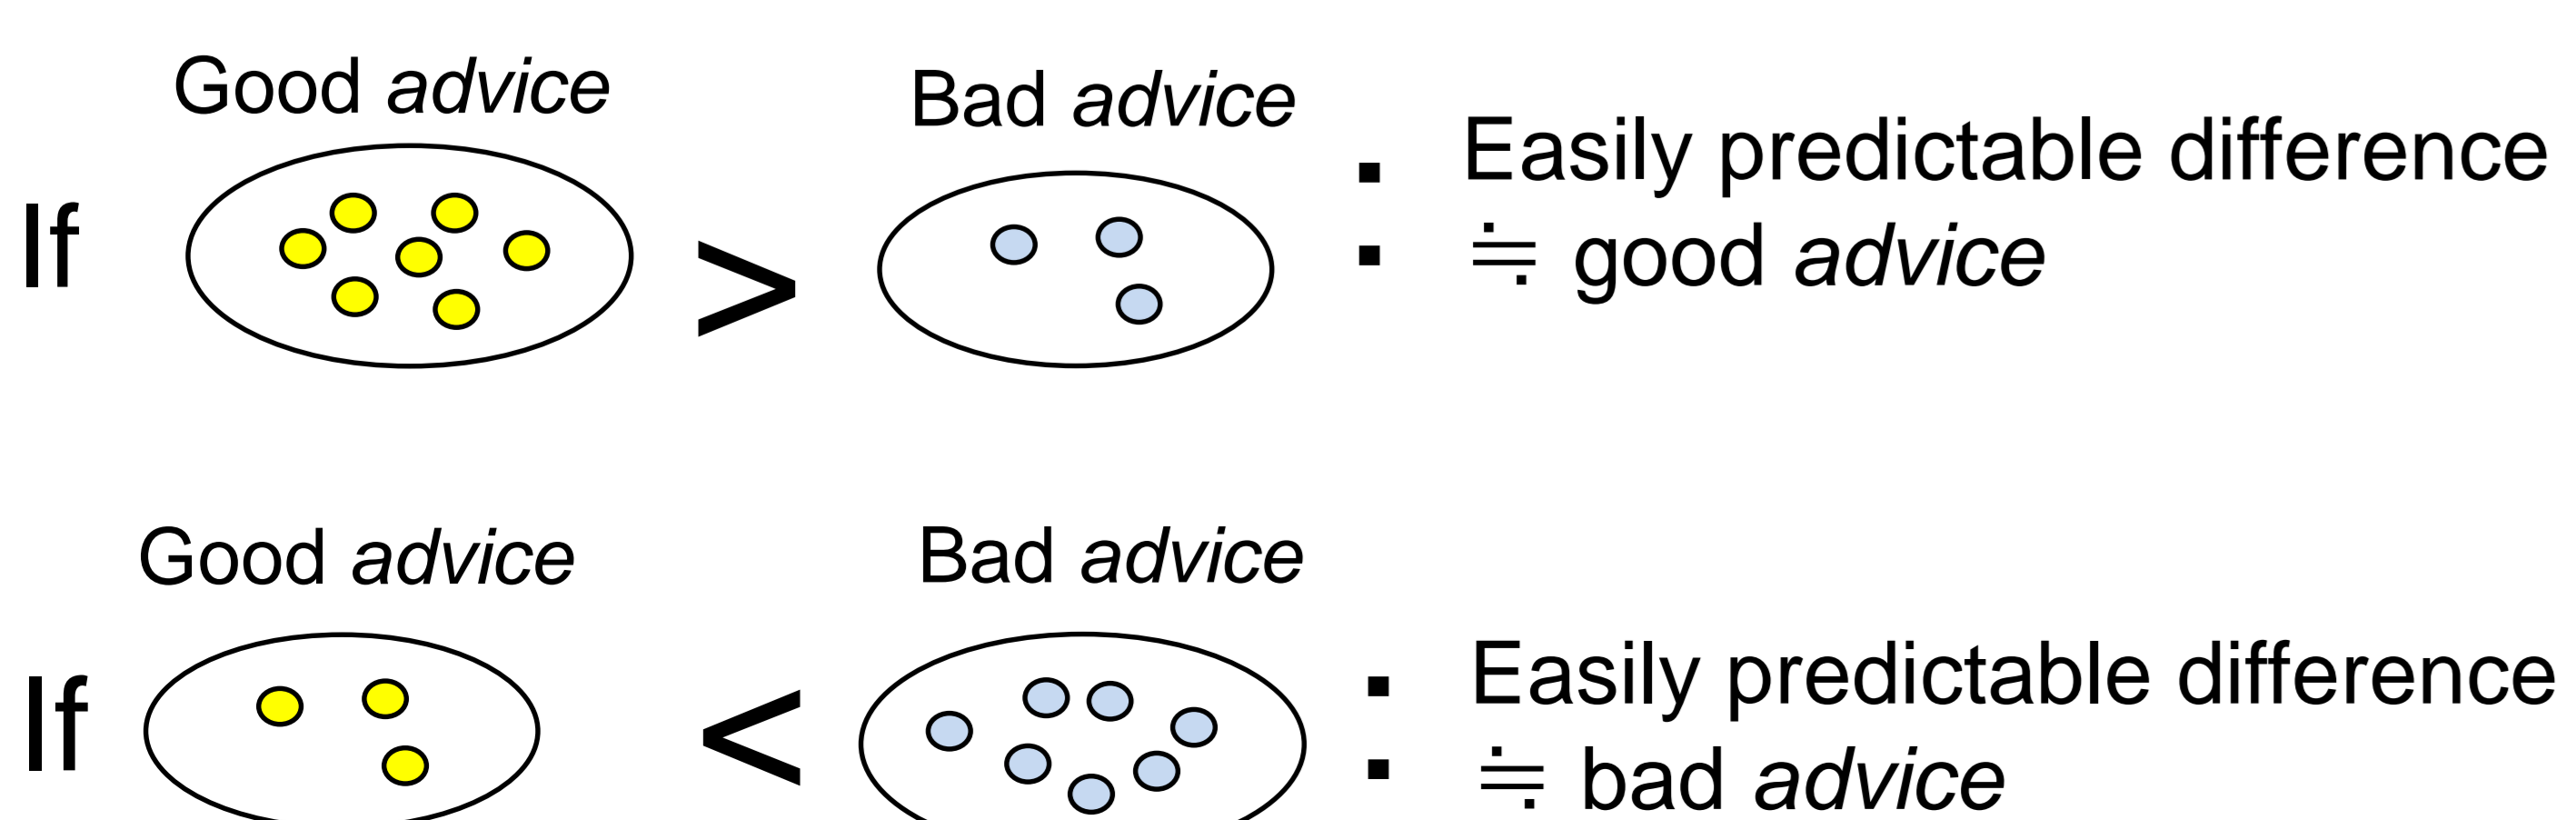 Good advice
Bad advice
If
>
: Easily predictable difference
≒ good advice
Good advice
Bad advice
If
<
: Easily predictable difference
≒ bad advice